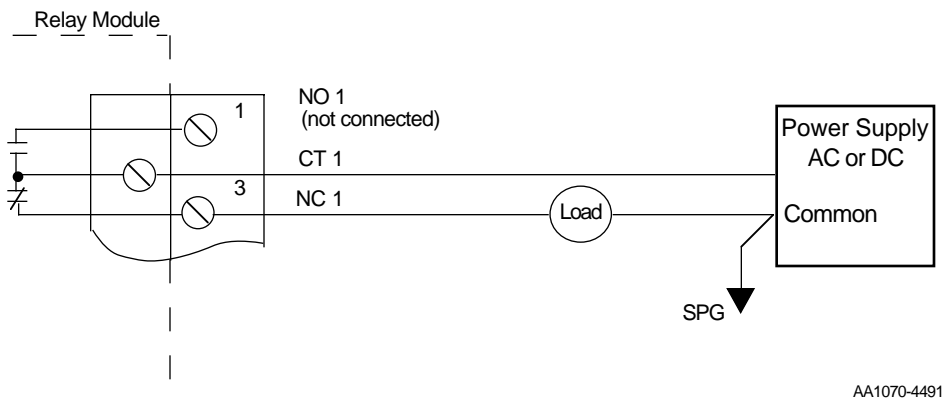 Relay Module
1
NO 1
(not connected)
CT 1
3
NC 1
Load
Power Supply
AC or DC
Common
SPG
AA1070-4491